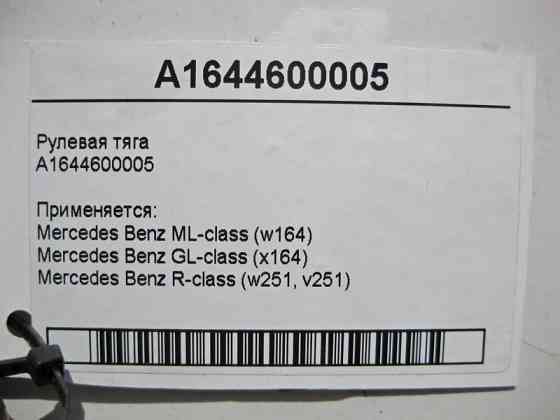 A1644600005
Рулевая тяга
A1644600005
Применяется:
Mercedes Benz ML-class (w164)
Mercedes Benz GL-class (x164)
Mercedes Benz R-class (w251, v251)